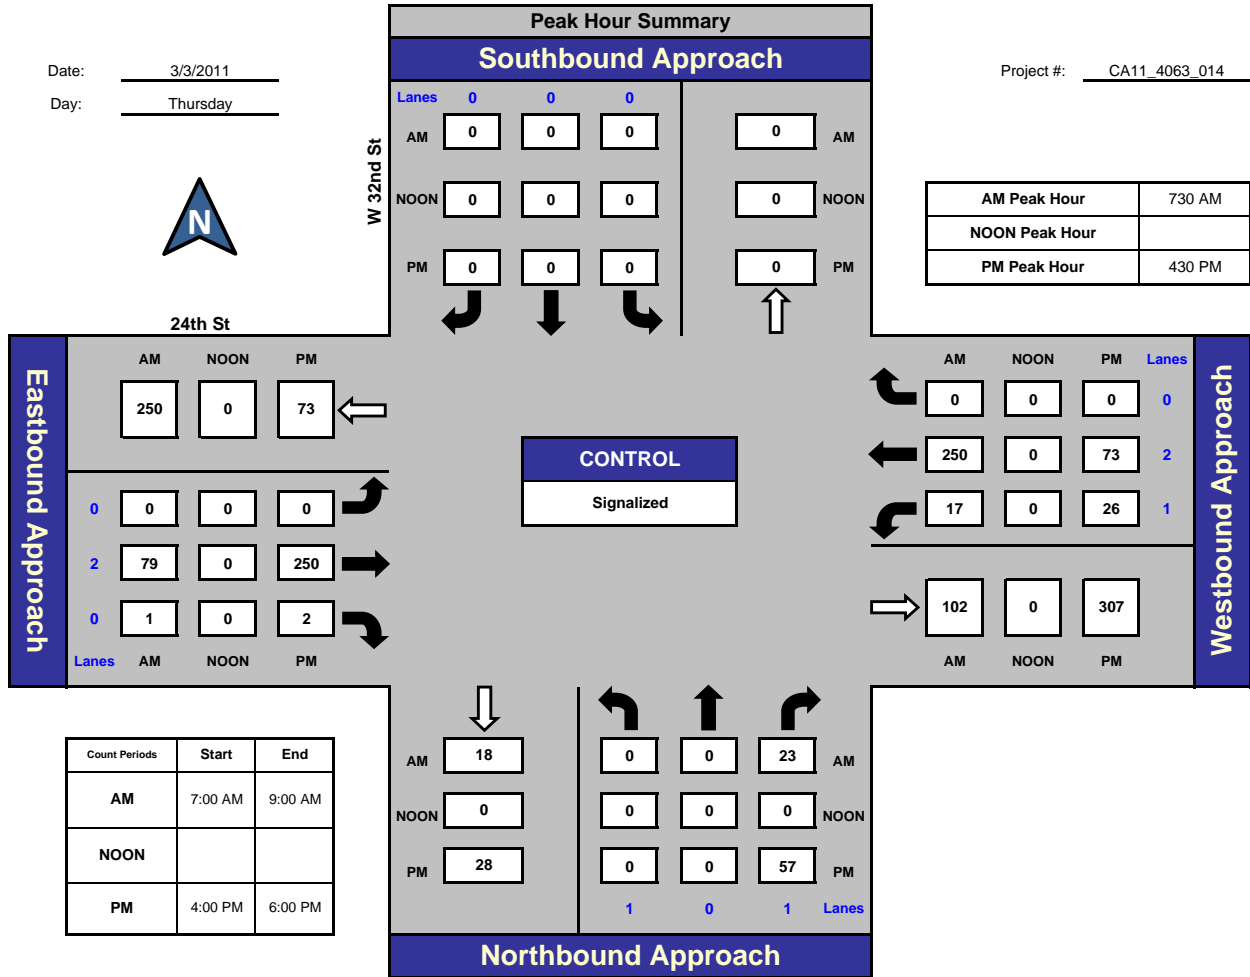 Peak Hour Summary
Southbound Approach
Date: 3/3/2011
Project #: CA11_4063_014
Day: Thursday
Lanes 0 0 0
AM 0 0 0 0 AM
W 32nd St
N
NOON 0 0 0 0 NOON
PM 0 0 0 0 PM
AM Peak Hour 730 AM
NOON Peak Hour
PM Peak Hour 430 PM
24th St
Eastbound Approach
AM NOON PM
250 0 73
0 0 0 0
2 79 0 250
0 1 0 2
Lanes AM NOON PM
CONTROL
Signalized
AM NOON PM Lanes
0 0 0 0
250 0 73 2
17 0 26 1
102 0 307
AM NOON PM
Westbound Approach
Count Periods Start End
AM 7:00 AM 9:00 AM
NOON
PM 4:00 PM 6:00 PM
AM 18 0 0 23 AM
NOON 0 0 0 0 NOON
PM 28 0 0 57 PM
1 0 1 Lanes
Northbound Approach